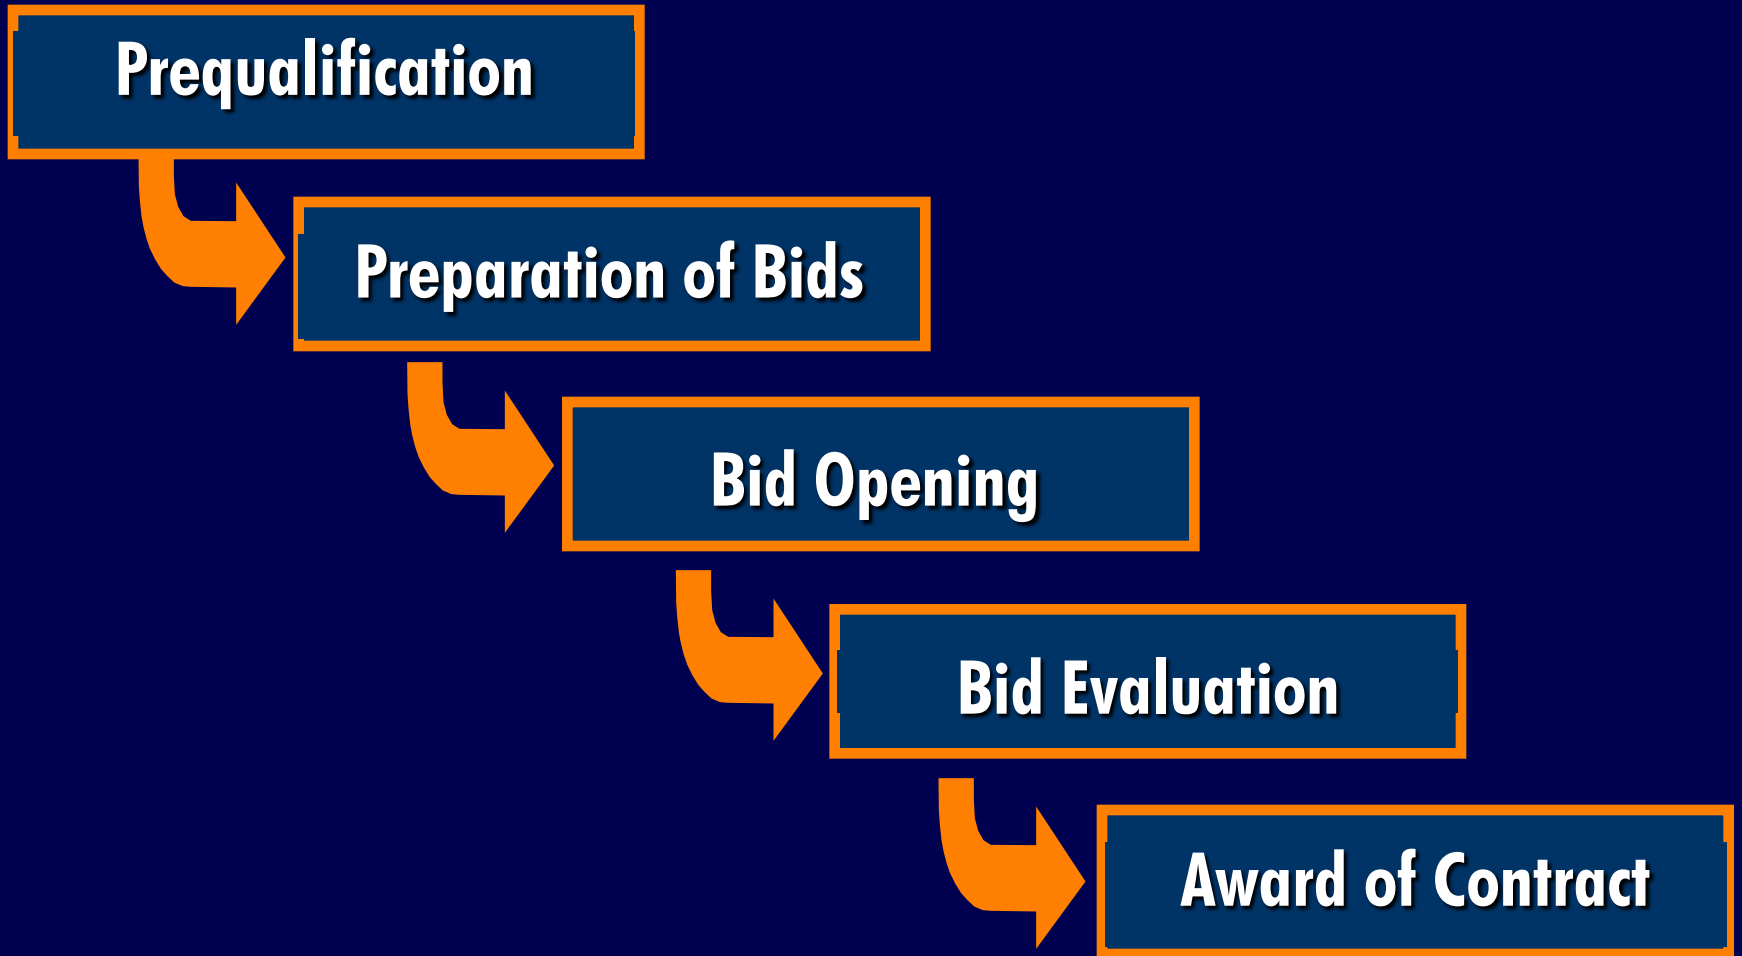 Prequalification
Preparation of Bids
Bid Opening
Bid Evaluation
Award of Contract